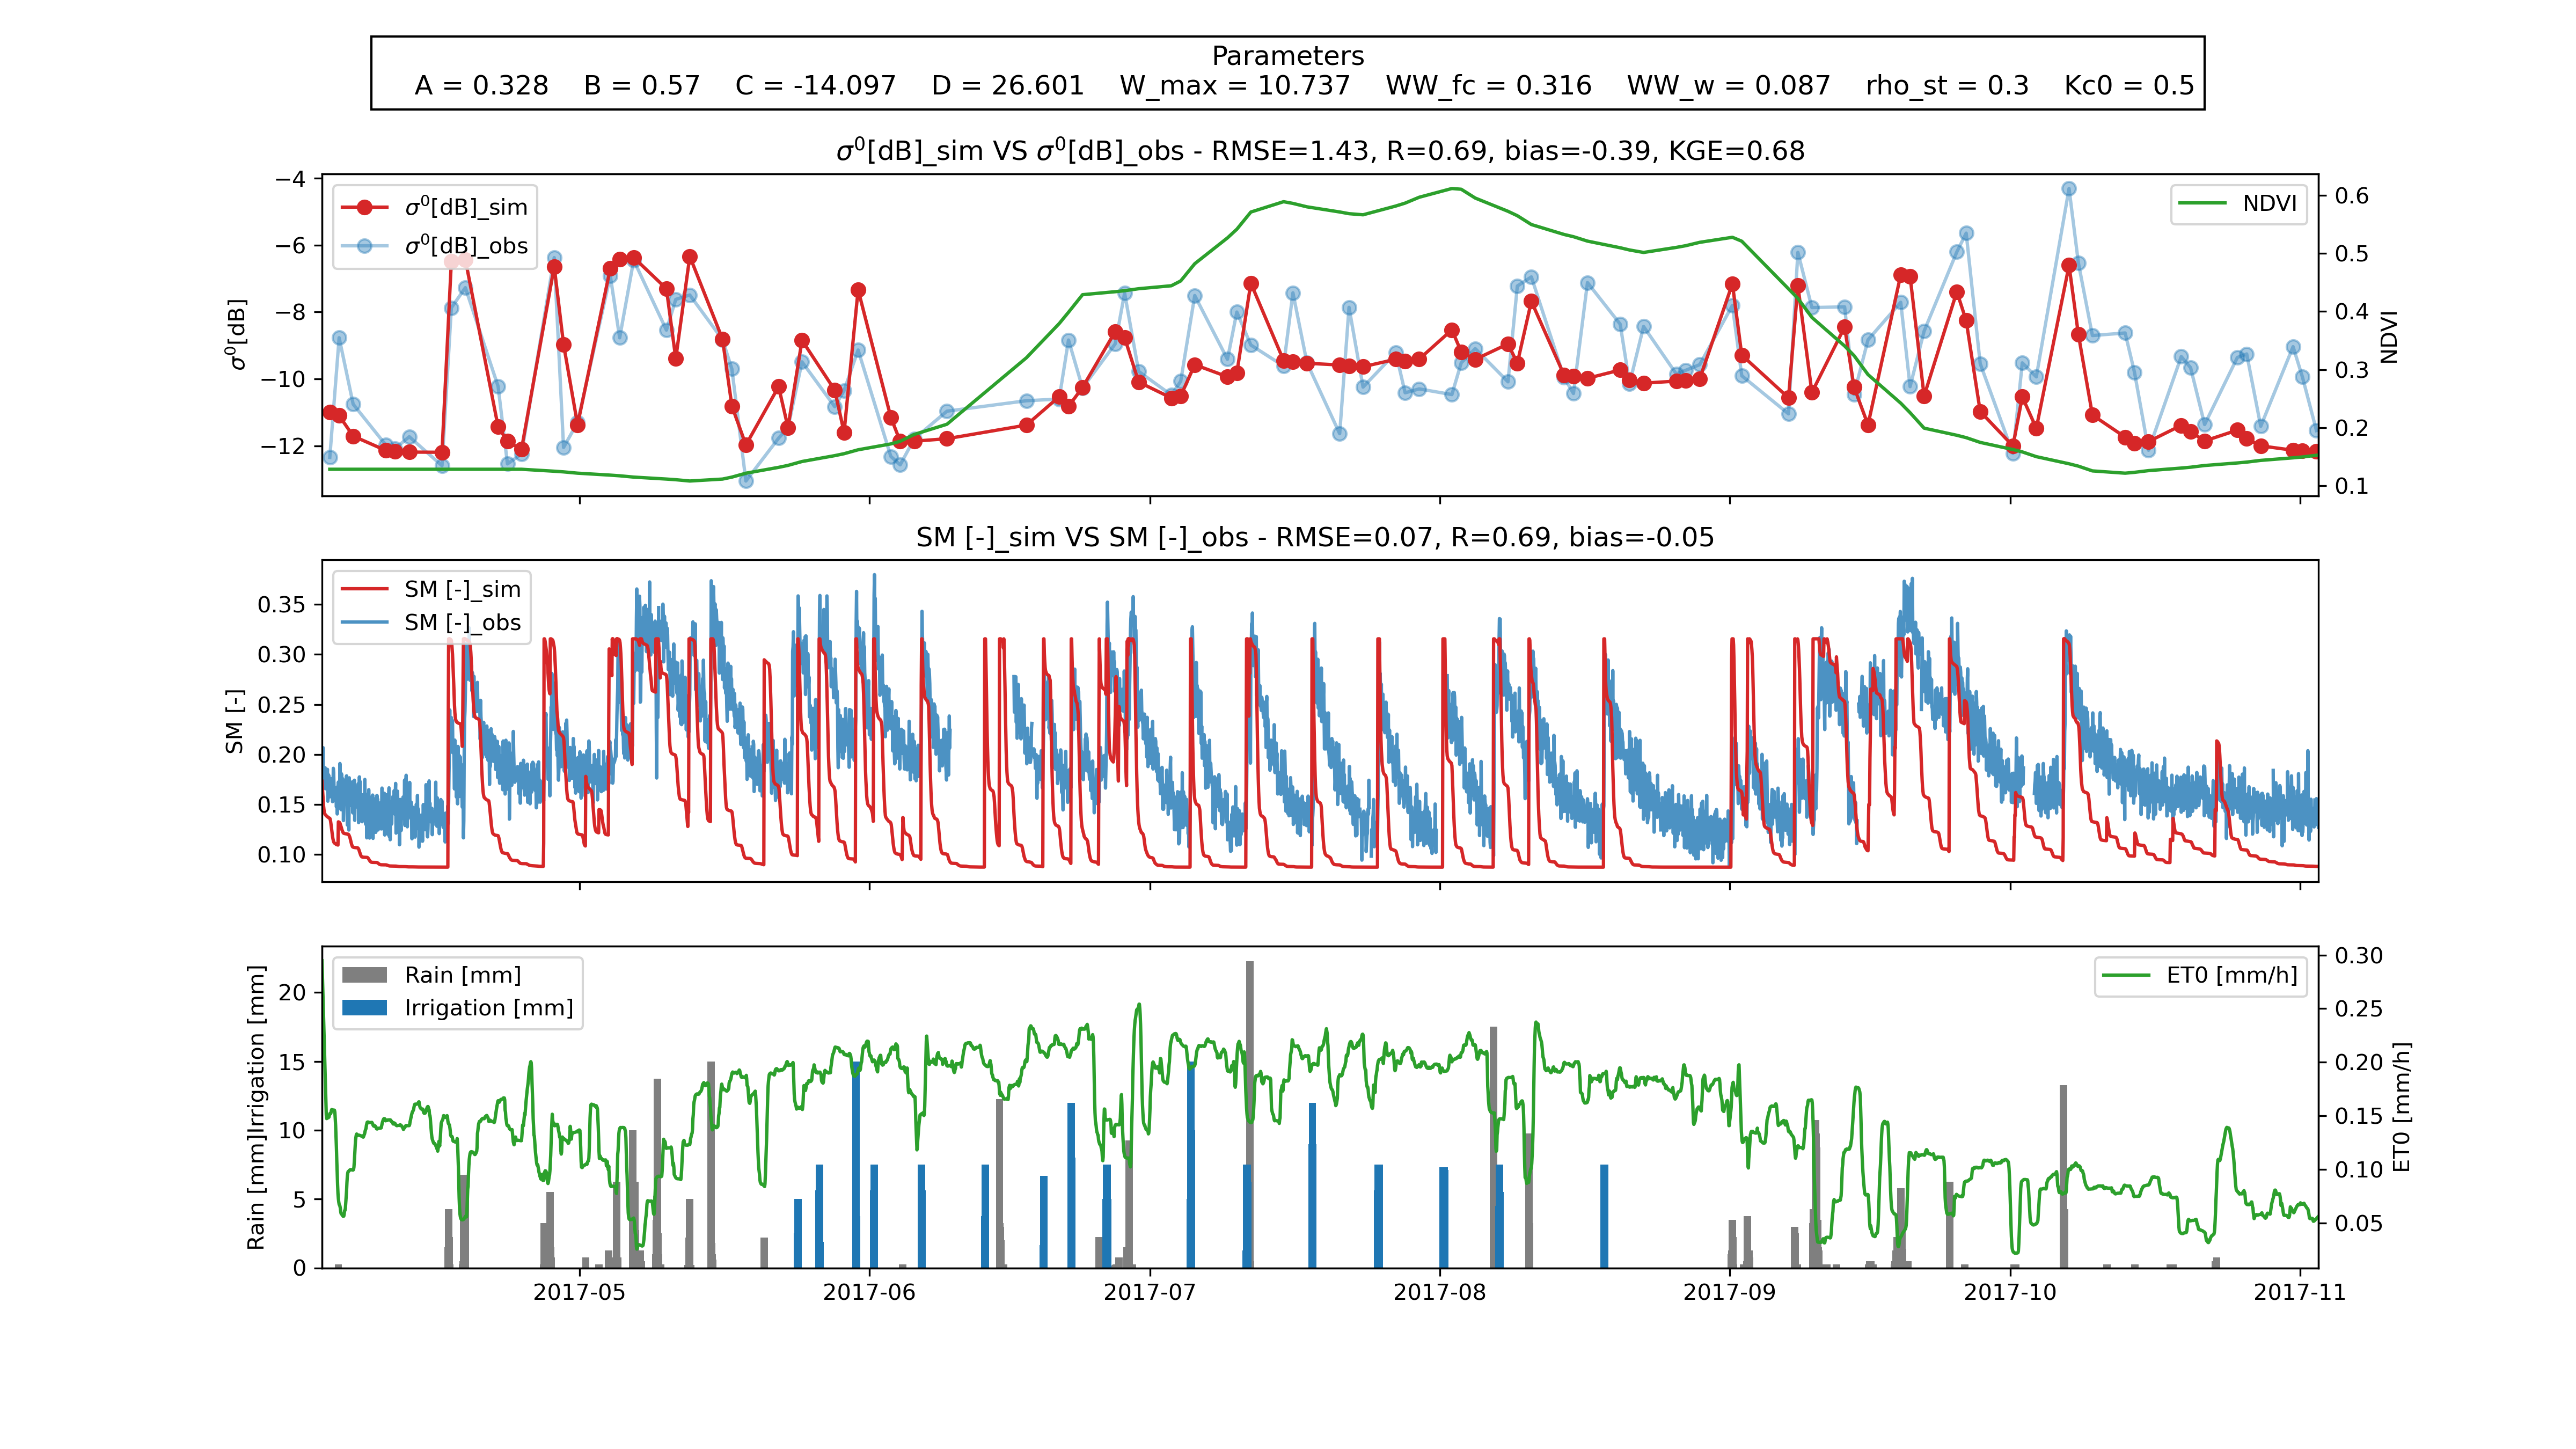 Parameters
A = 0.328 B = 0.57 C = -14.097 D = 26.601 W_max = 10.737 WW_fc = 0.316 WW_w = 0.087 rho_st = 0.3 Kc0 = 0.5
σ⁰[dB]_sim VS σ⁰[dB]_obs - RMSE=1.43, R=0.69, bias=-0.39, KGE=0.68
σ⁰[dB]_sim
σ⁰[dB]_obs
NDVI
−4
−6
−8
−10
−12
σ⁰[dB]
0.6
0.5
0.4
0.3
0.2
0.1
NDVI
SM [-]_sim VS SM [-]_obs - RMSE=0.07, R=0.69, bias=-0.05
SM [-]_sim
SM [-]_obs
0.35
0.30
0.25
0.20
0.15
0.10
SM [-]
Rain [mm]
Irrigation [mm]
ET0 [mm/h]
20
15
10
5
0
Rain [mm]Irrigation [mm]
0.30
0.25
0.20
0.15
0.10
0.05
ET0 [mm/h]
2017-05 2017-06 2017-07 2017-08 2017-09 2017-10 2017-11